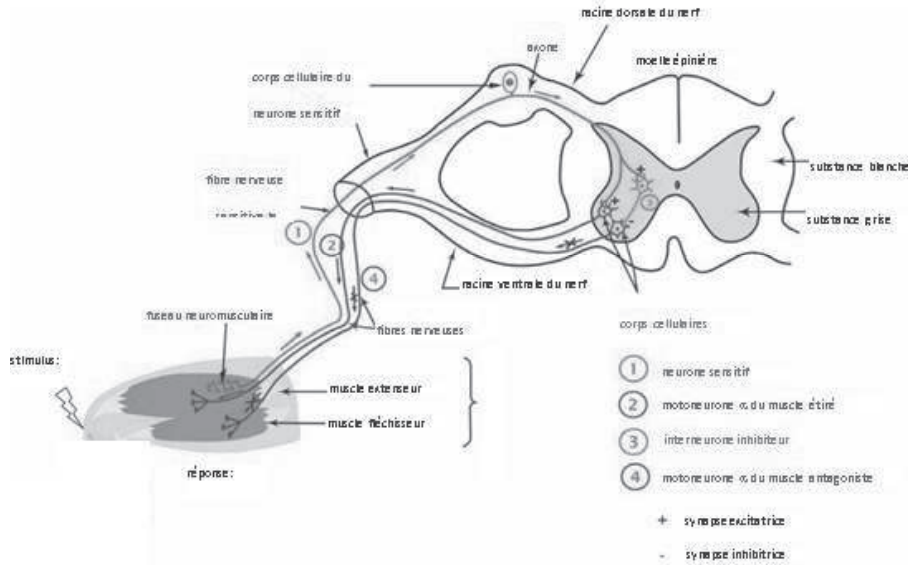 racine dorsale du nerf
axone
moelle épinière
corps cellulaire du
neurone sensitif
fibre nerveuse
substance blanche
substance grise
1
2
3
4
racine ventrale du nerf
fuseau neuromusculaire
fibres nerveuses
stimulus:
muscle extenseur
muscle fléchisseur
réponse:
corps cellulaires
1 neurone sensitif
2 motoneurone α du muscle étiré
3 interneurone inhibiteur
4 motoneurone α du muscle antagoniste
+ synapse excitatrice
- synapse inhibitrice